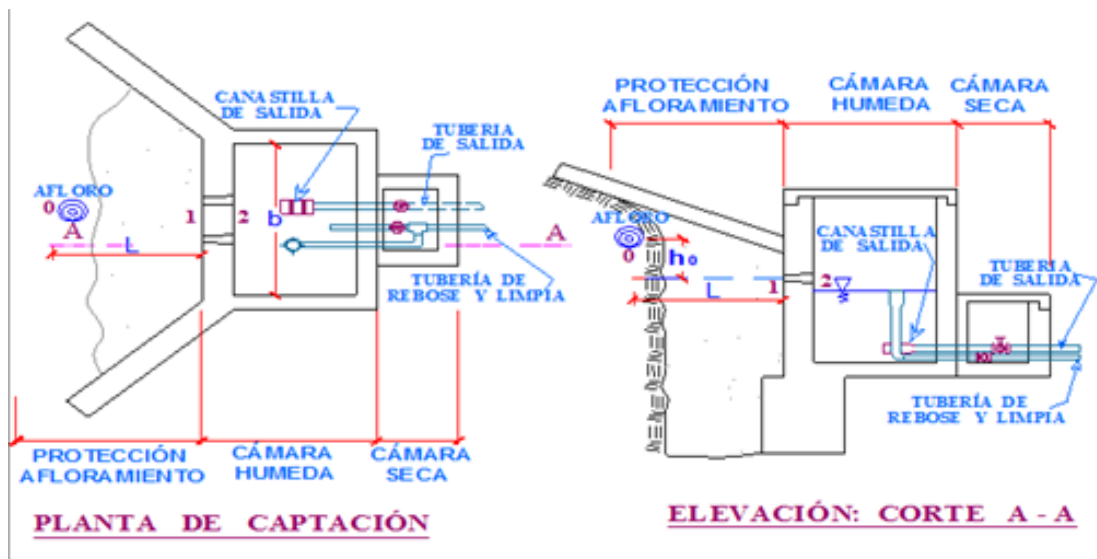 CANASTILLA
DE SALIDA
TUBERIA
DE SALIDA
AFLORO
0
A
1
2
b
L
A
TUBERÍA DE
REBOSE Y LIMPIA
PROTECCIÓN
AFLORAMIENTO
CÁMARA
HUMEDA
CÁMARA
SECA
PLANTA DE CAPTACIÓN
PROTECCIÓN
AFLORAMIENTO
CÁMARA
HUMEDA
CÁMARA
SECA
AFLORO
0
h₀
L
1
2
CANASTILLA
DE SALIDA
TUBERIA
DE SALIDA
TUBERÍA DE
REBOSE Y LIMPIA
ELEVACIÓN: CORTE A - A